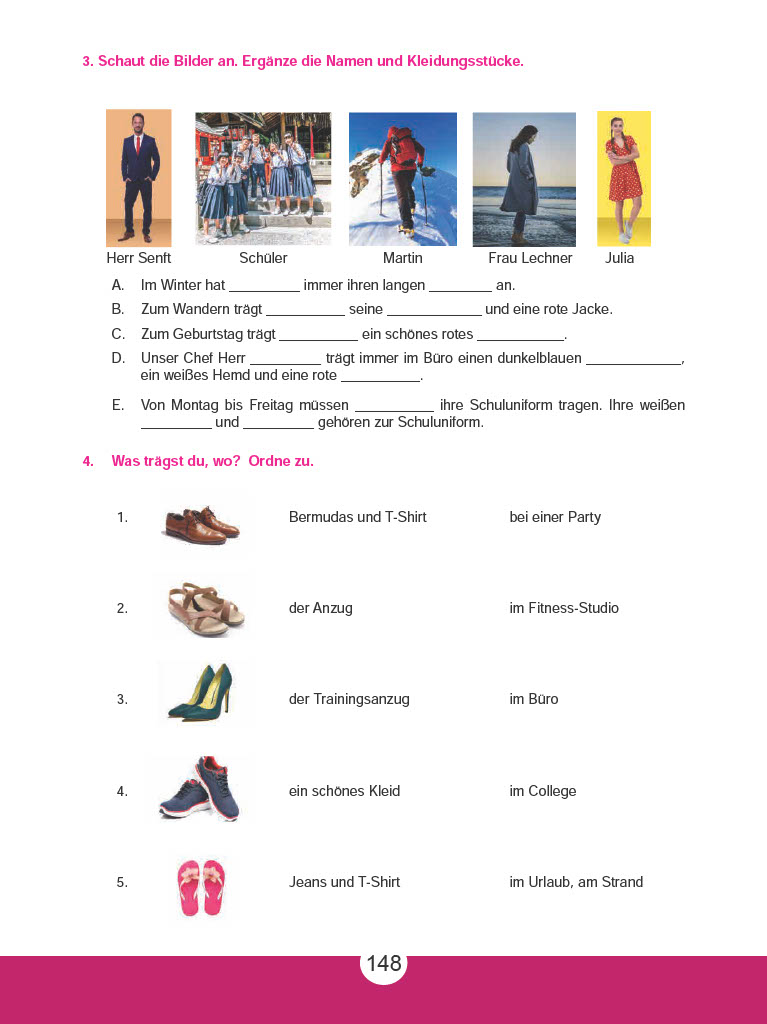 3. Schaut die Bilder an. Ergänze die Namen und Kleidungsstücke.
Herr Senft Schüler Martin Frau Lechner Julia
A. Im Winter hat _________ immer ihren langen ________ an.
B. Zum Wandern trägt __________ seine ____________ und eine rote Jacke.
C. Zum Geburtstag trägt __________ ein schönes rotes ___________.
D. Unser Chef Herr _________ trägt immer im Büro einen dunkelblauen ____________,
ein weißes Hemd und eine rote __________.
E. Von Montag bis Freitag müssen __________ ihre Schuluniform tragen. Ihre weißen
_________ und _________ gehören zur Schuluniform.
4. Was trägst du, wo? Ordne zu.
1. Bermudas und T-Shirt bei einer Party
2. der Anzug im Fitness-Studio
3. der Trainingsanzug im Büro
4. ein schönes Kleid im College
5. Jeans und T-Shirt im Urlaub, am Strand
148